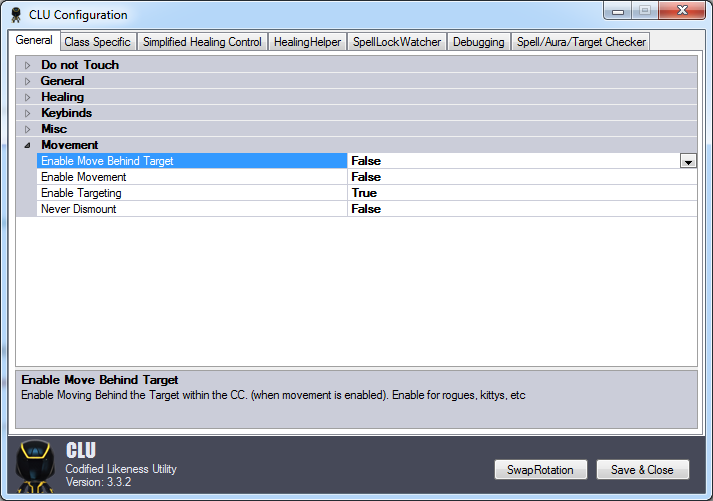 CLU Configuration
General Class Specific Simplified Healing Control HealingHelper SpellLockWatcher Debugging Spell/Aura/Target Checker
Do not Touch
General
Healing
Keybinds
Misc
Movement
Enable Move Behind Target False
Enable Movement False
Enable Targeting True
Never Dismount False
Enable Move Behind Target
Enable Moving Behind the Target within the CC. (when movement is enabled). Enable for rogues, kittys, etc
CLU
Codified Likeness Utility
Version: 3.3.2
SwapRotation Save & Close